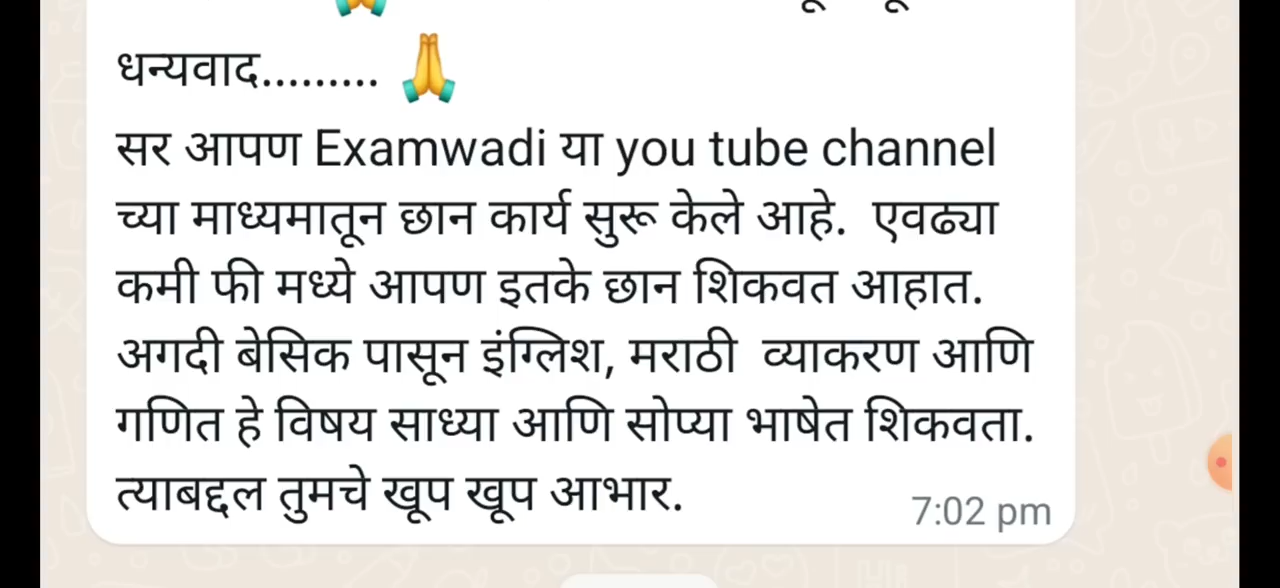 धन्यवाद......... 🙏
सर आपण Examwadi या you tube channel
च्या माध्यमातून छान कार्य सुरू केले आहे. एवढ्या
कमी फी मध्ये आपण इतके छान शिकवत आहात.
अगदी बेसिक पासून इंग्लिश, मराठी व्याकरण आणि
गणित हे विषय साध्या आणि सोप्या भाषेत शिकवता.
त्याबद्दल तुमचे खूप खूप आभार.
7:02 pm